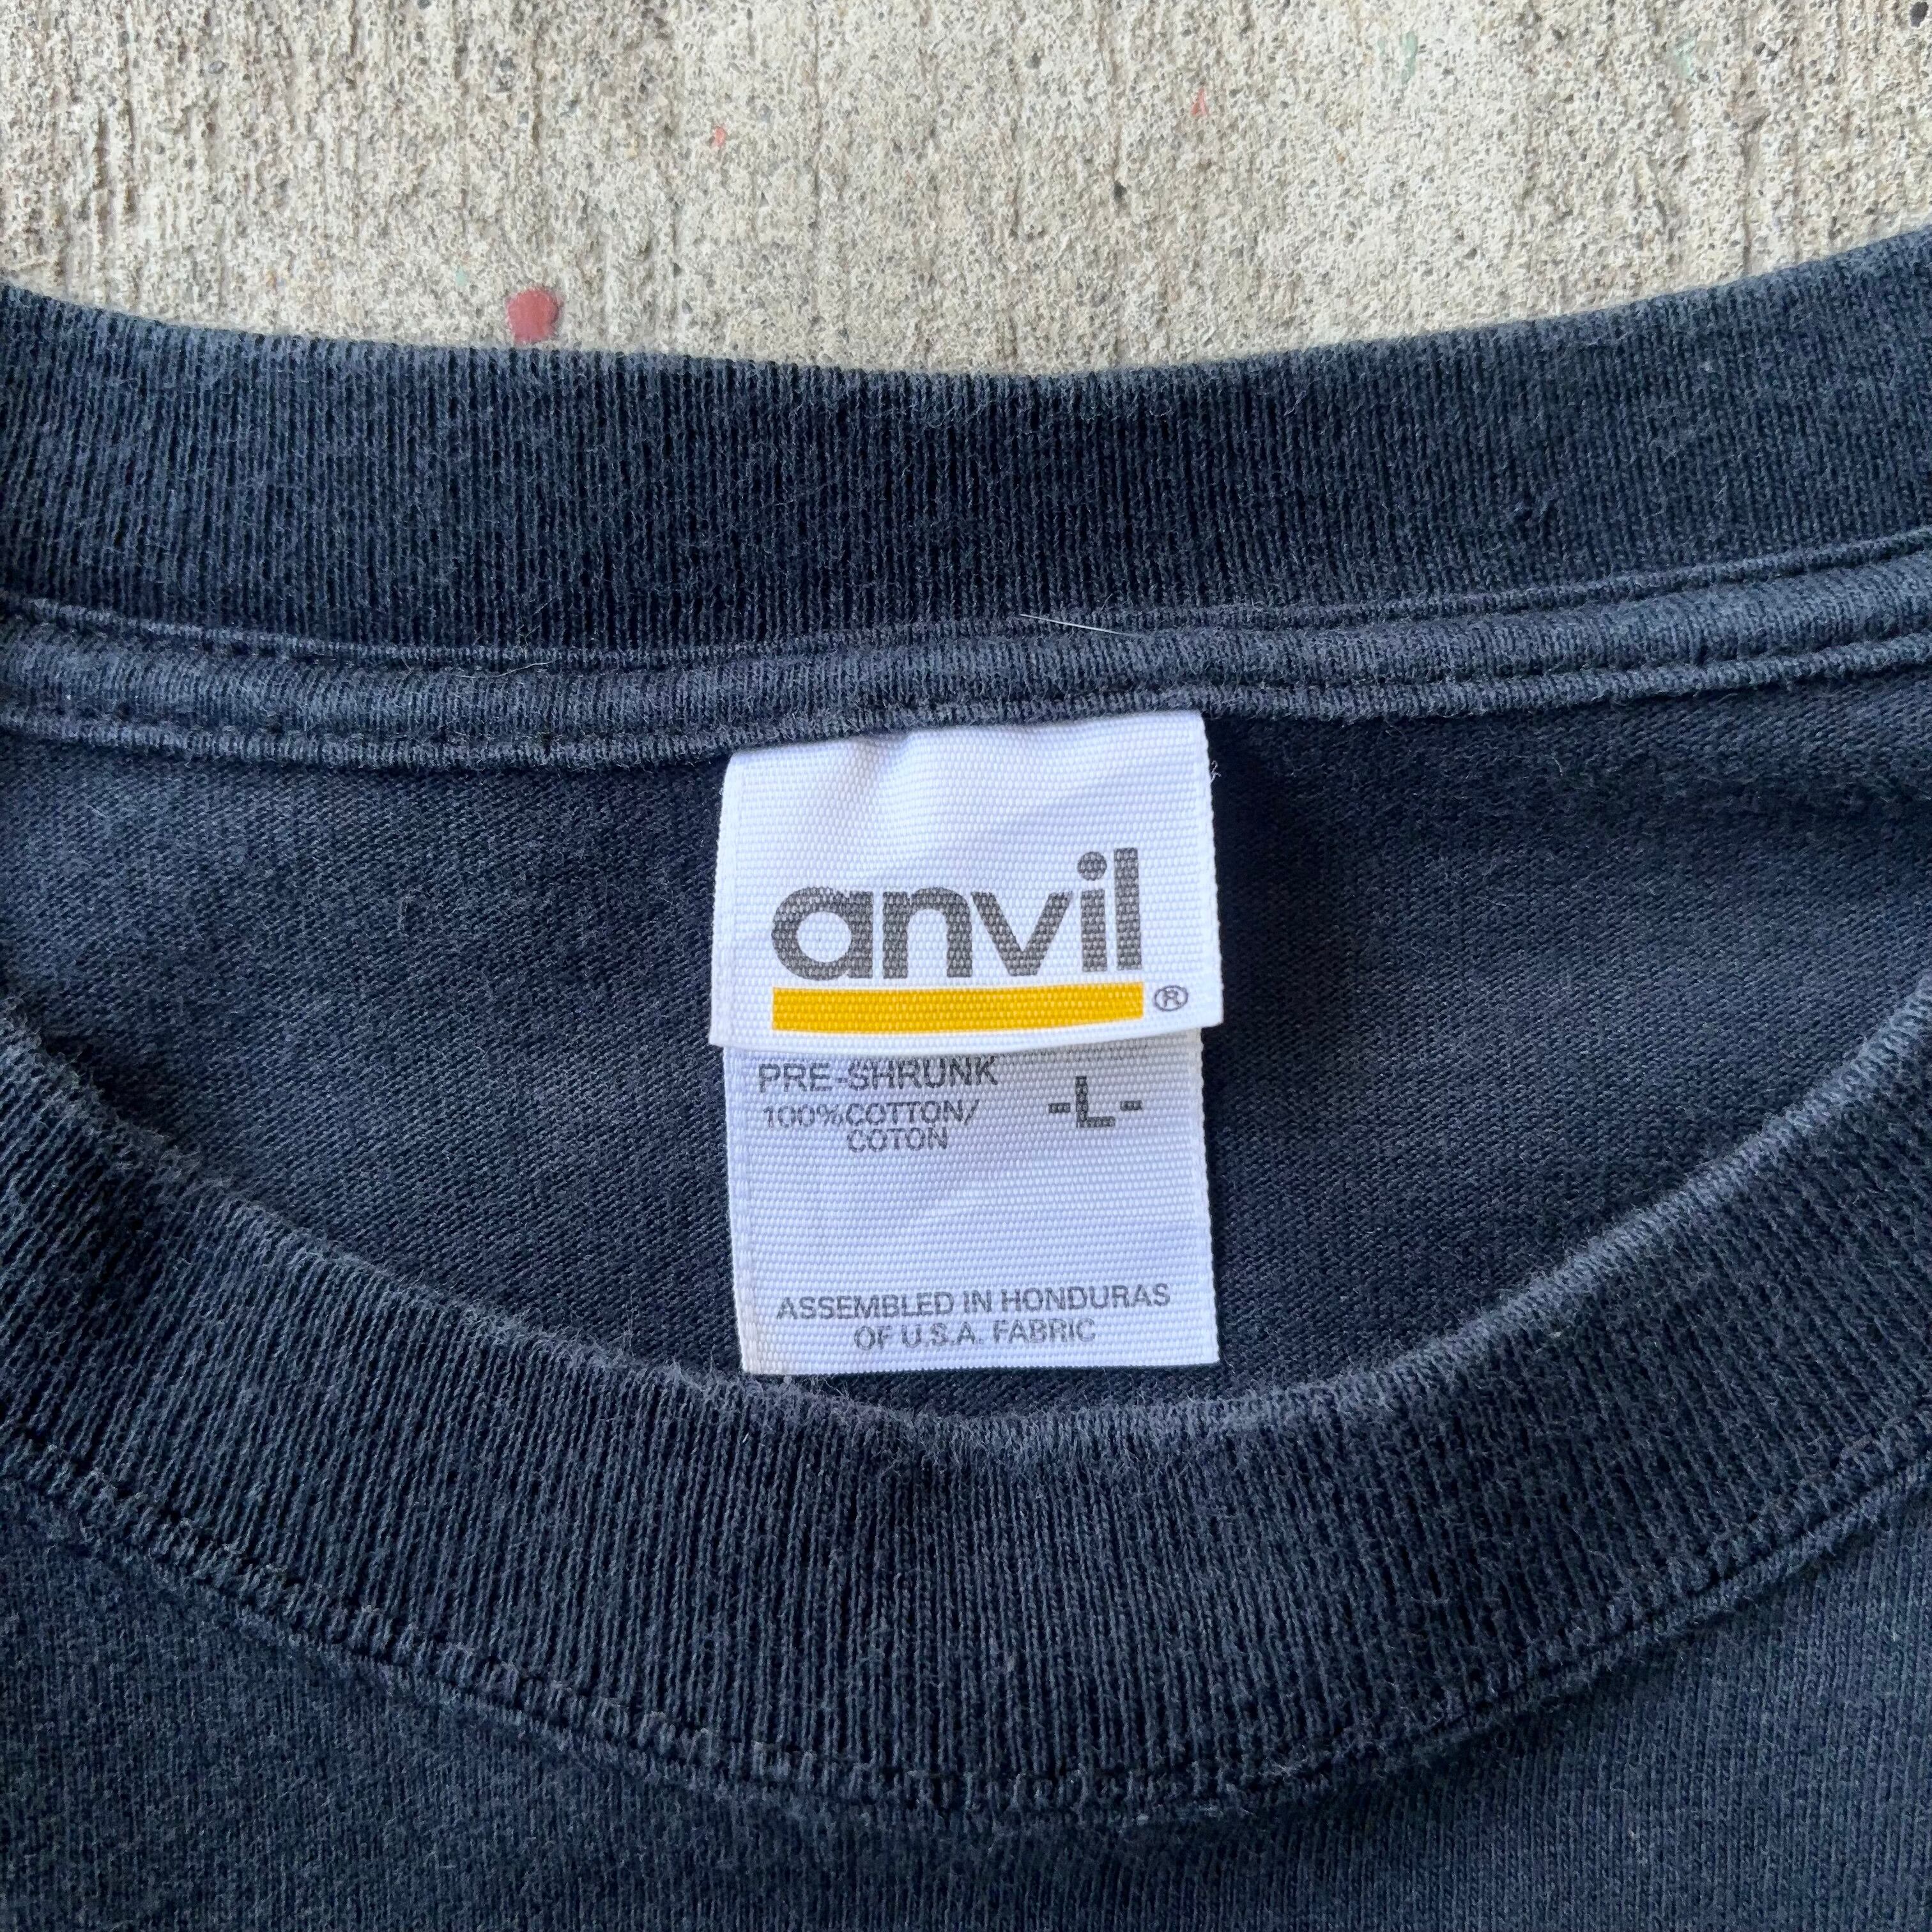 anvil ®
PRE-SHRUNK
100%COTTON/ -L-
COTON
ASSEMBLED IN HONDURAS
OF U.S.A. FABRIC